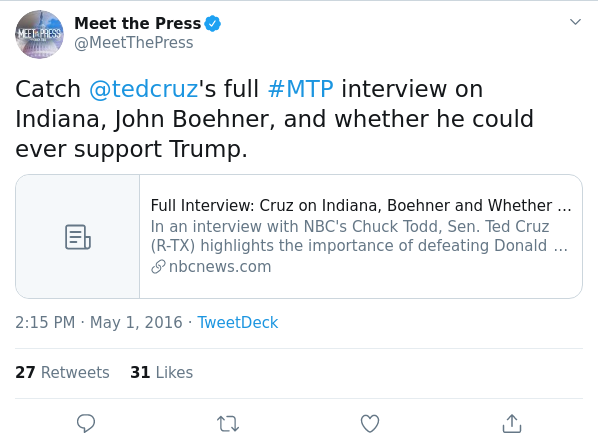 Meet the Press
@MeetThePress
Catch @tedcruz's full #MTP interview on
Indiana, John Boehner, and whether he could
ever support Trump.
Full Interview: Cruz on Indiana, Boehner and Whether ...
In an interview with NBC's Chuck Todd, Sen. Ted Cruz
(R-TX) highlights the importance of defeating Donald ...
nbcnews.com
2:15 PM · May 1, 2016 · TweetDeck
27 Retweets 31 Likes